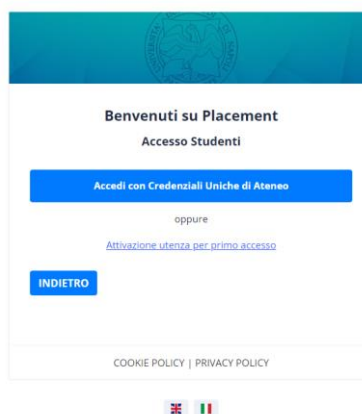 Benvenuti su Placement
Accesso Studenti
Accedi con Credenziali Uniche di Ateneo
oppure
Attivazione utenza per primo accesso
INDIETRO
COOKIE POLICY | PRIVACY POLICY